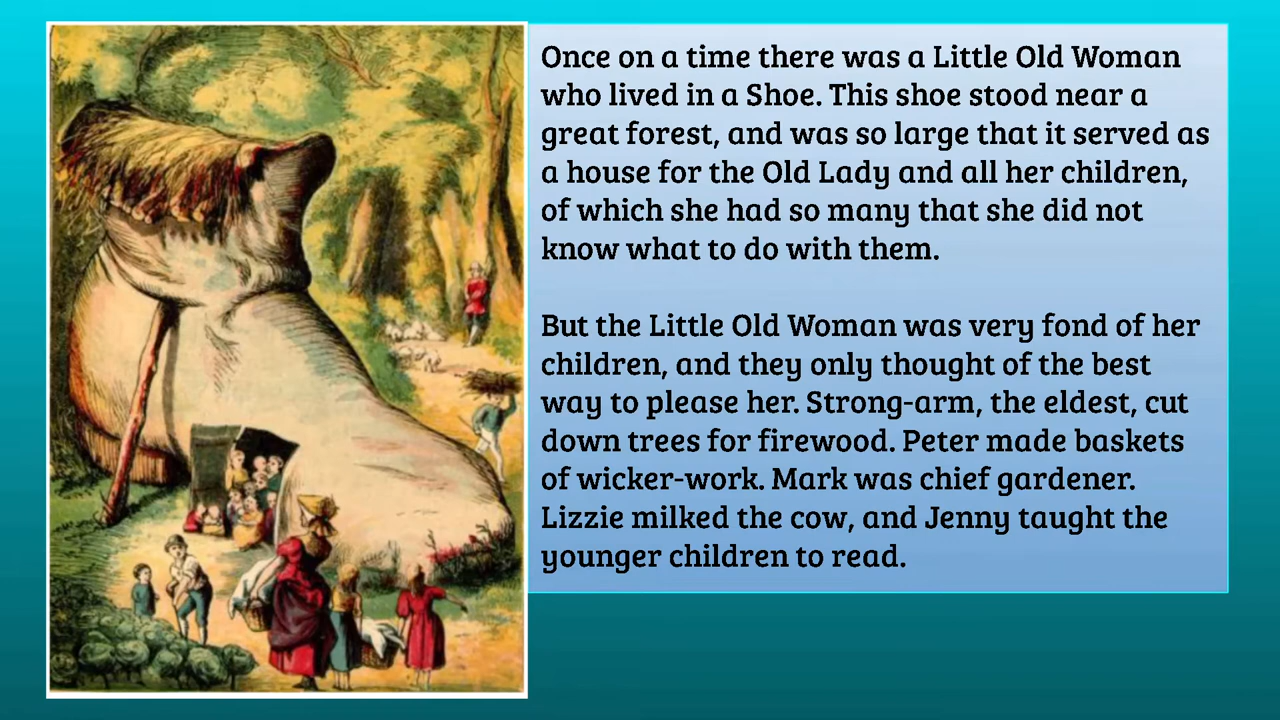 Once on a time there was a Little Old Woman
who lived in a Shoe. This shoe stood near a
great forest, and was so large that it served as
a house for the Old Lady and all her children,
of which she had so many that she did not
know what to do with them.
But the Little Old Woman was very fond of her
children, and they only thought of the best
way to please her. Strong-arm, the eldest, cut
down trees for firewood. Peter made baskets
of wicker-work. Mark was chief gardener.
Lizzie milked the cow, and Jenny taught the
younger children to read.